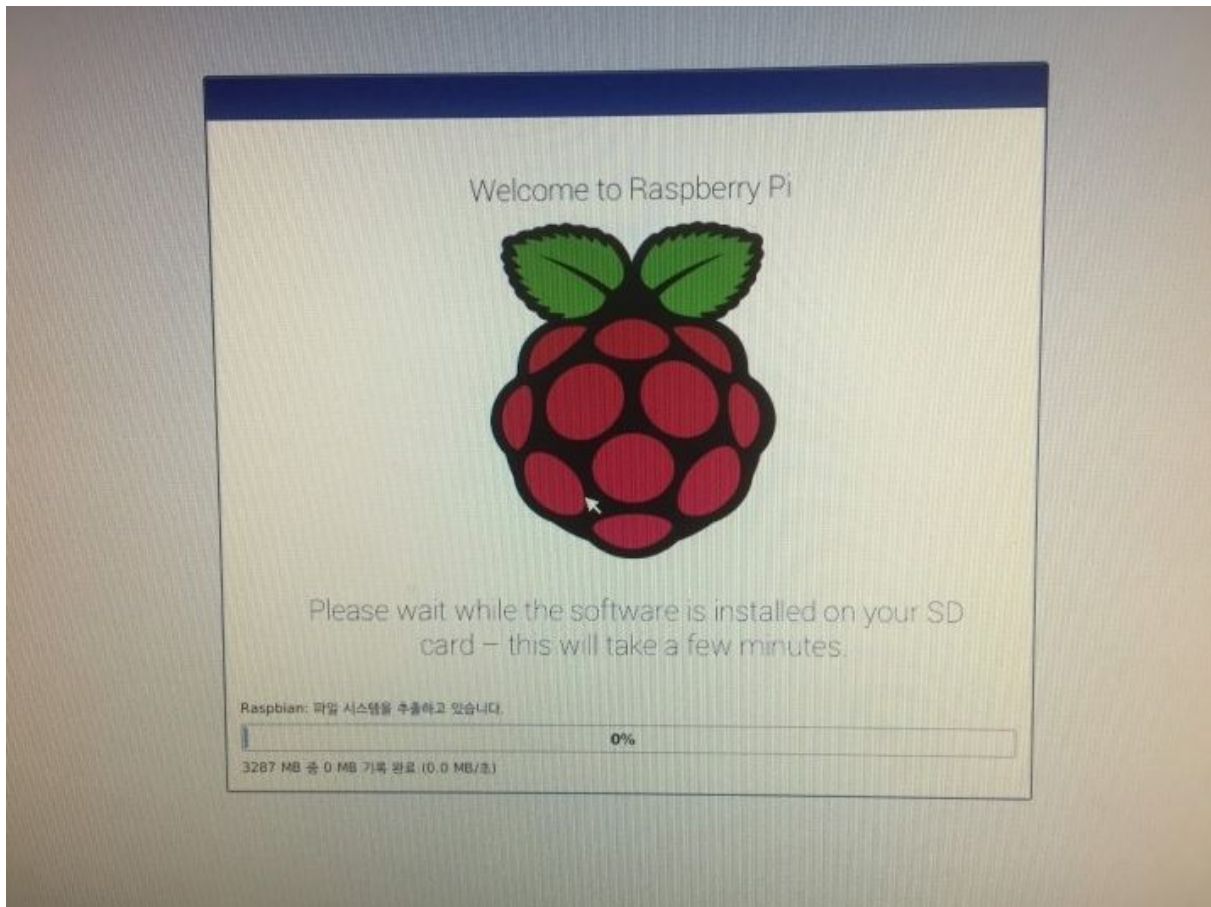 Welcome to Raspberry Pi
Please wait while the software is installed on your SD
card – this will take a few minutes.
Raspbian: 파일 시스템을 추출하고 있습니다.
0%
3287 MB 중 0 MB 기록 완료 (0.0 MB/초)